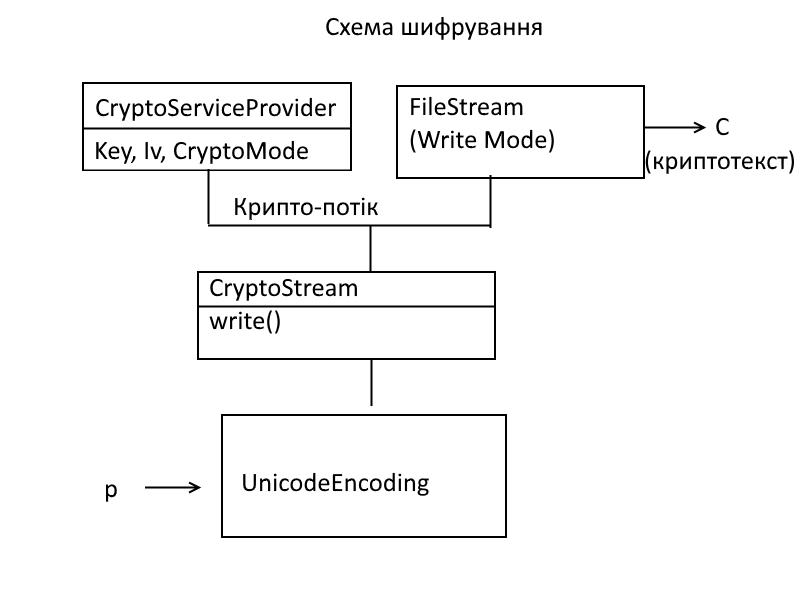 Схема шифрування
CryptoServiceProvider
Key, Iv, CryptoMode
FileStream
(Write Mode)
C
(криптотекст)
Крипто-потік
CryptoStream
write()
p
UnicodeEncoding